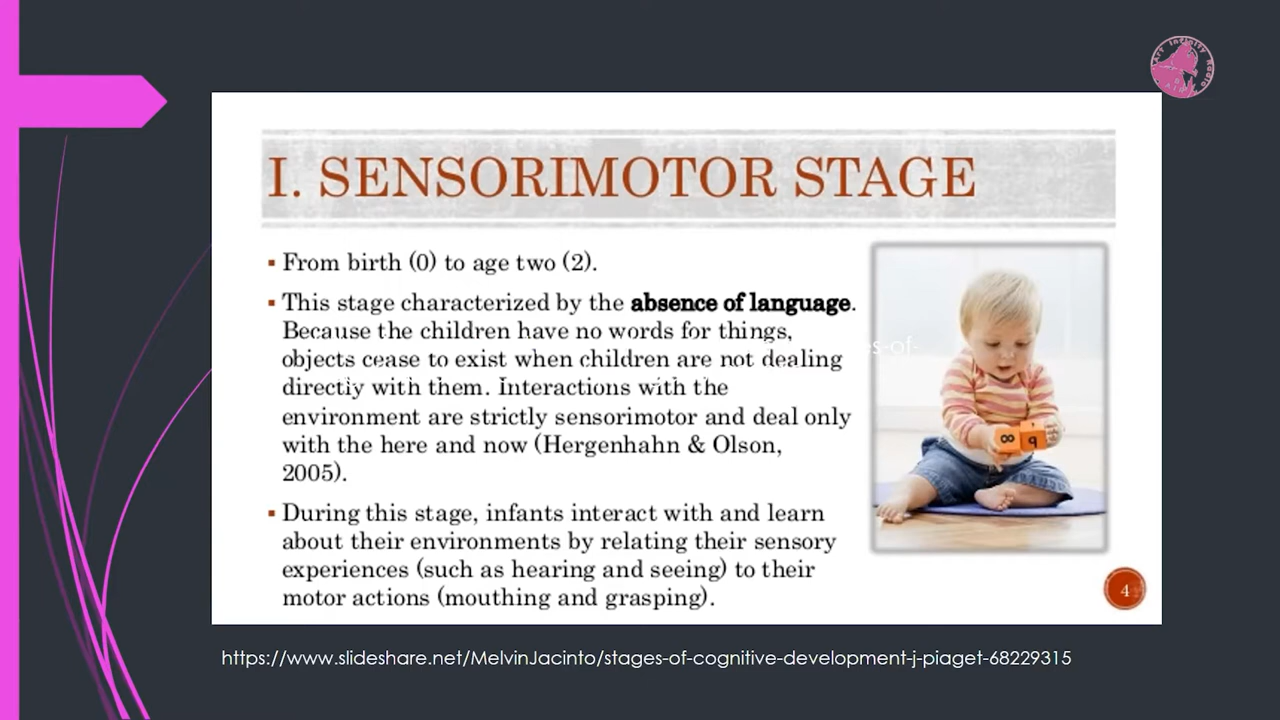 I. SENSORIMOTOR STAGE
▪ From birth (0) to age two (2).
▪ This stage characterized by the absence of language.
Because the children have no words for things,
objects cease to exist when children are not dealing
directly with them. Interactions with the
environment are strictly sensorimotor and deal only
with the here and now (Hergenhahn & Olson,
2005).
▪ During this stage, infants interact with and learn
about their environments by relating their sensory
experiences (such as hearing and seeing) to their
motor actions (mouthing and grasping).
s-of-
8 9
4
https://www.slideshare.net/MelvinJacinto/stages-of-cognitive-development-j-piaget-68229315